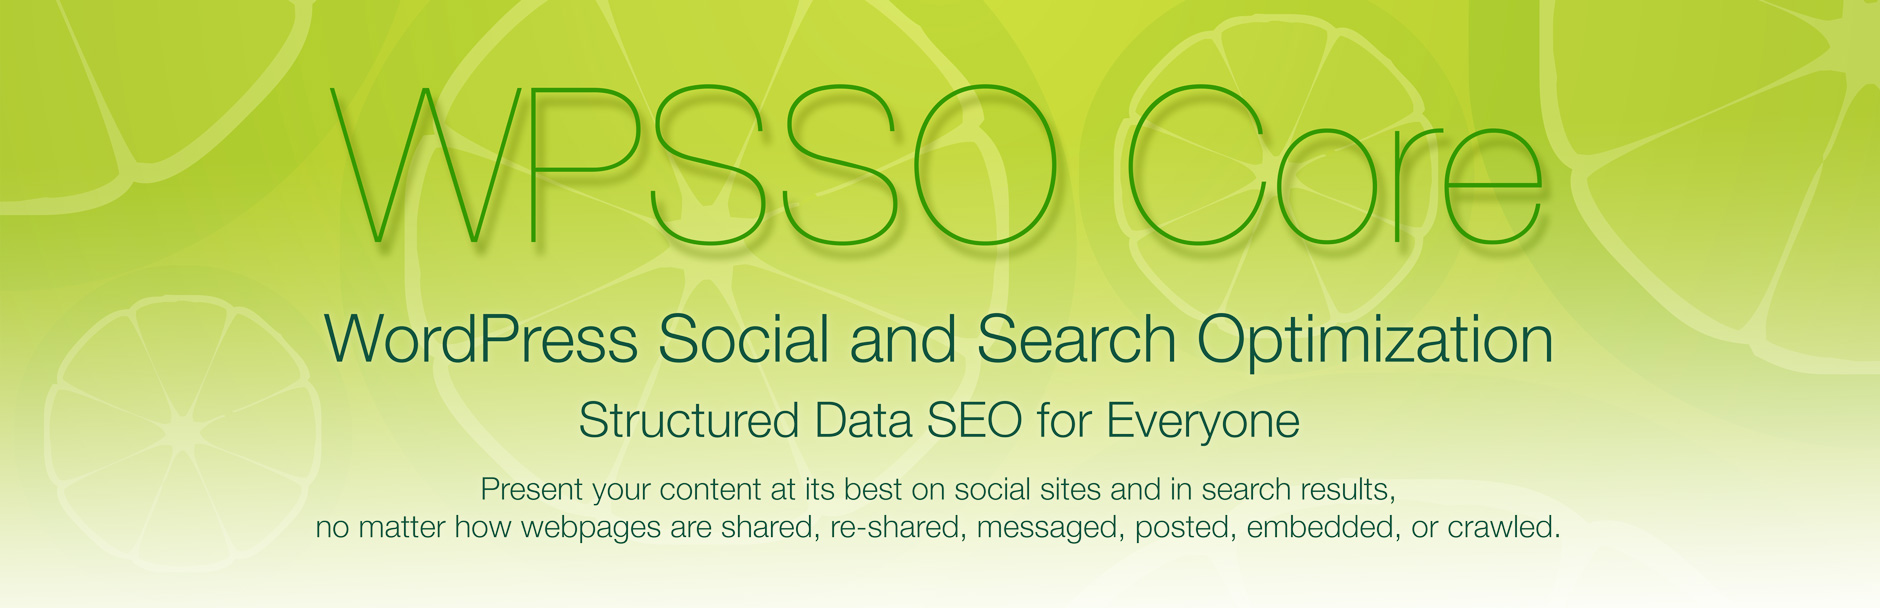 WPSSO Core
WordPress Social and Search Optimization
Structured Data SEO for Everyone
Present your content at its best on social sites and in search results,
no matter how webpages are shared, re-shared, messaged, posted, embedded, or crawled.